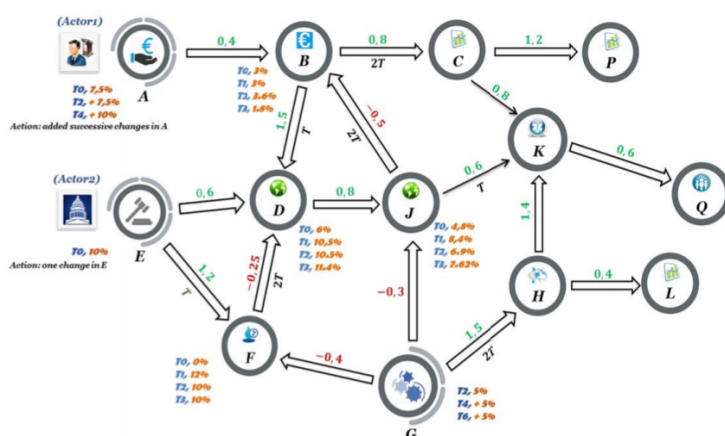 (Actor1)
A
T0, 7,5%
T2, + 7,5%
T4, + 10%
Action: added successive changes in A
0,4
B
T0, 3%
T1, 3%
T2, 3.6%
T3, 1.8%
0,8
2T
C
1,2
P
0,8
1,5
T
−0,5
2T
K
0,6
Q
(Actor2)
E
T0, 10%
Action: one change in E
0,6
D
0,8
J
0,6
T
T0, 6%
T1, 10,5%
T2, 10.5%
T3, 11.4%
T0, 4,8%
T1, 8,4%
T2, 6.9%
T3, 7.62%
1,4
1,2
T
−0,25
2T
−0,3
H
0,4
L
F
T0, 0%
T1, 12%
T2, 10%
T3, 10%
−0,4
1,5
2T
G
T2, 5%
T4, + 5%
T6, + 5%